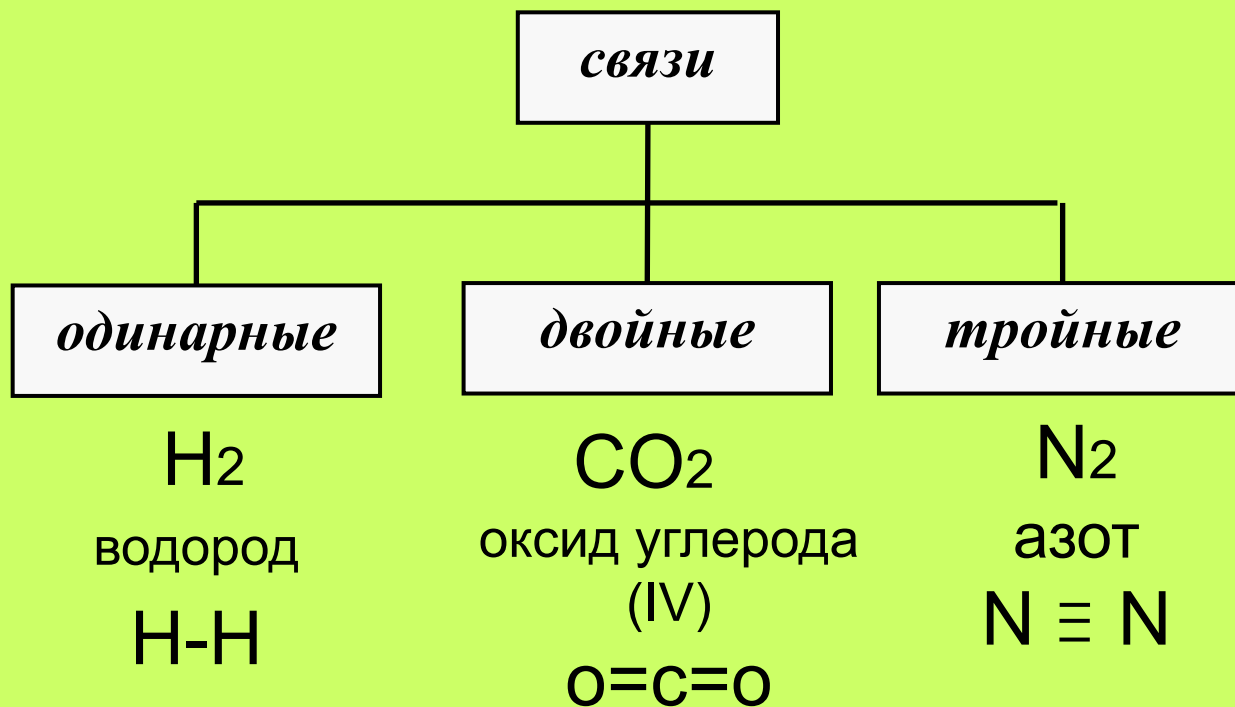 связи
одинарные
двойные
тройные
H2
водород
H-H
CO2
оксид углерода
(IV)
o=c=o
N2
азот
N ≡ N